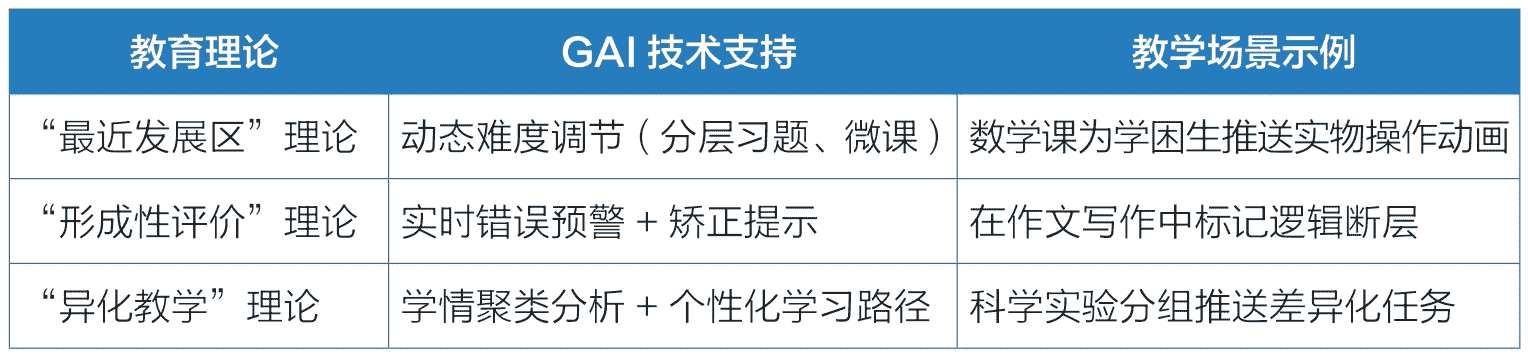 教育理论 GAI 技术支持 教学场景示例
“最近发展区”理论 动态难度调节（分层习题、微课） 数学课为学困生推送实物操作动画
“形成性评价”理论 实时错误预警 + 矫正提示 在作文写作中标记逻辑断层
“异化教学”理论 学情聚类分析 + 个性化学习路径 科学实验分组推送差异化任务